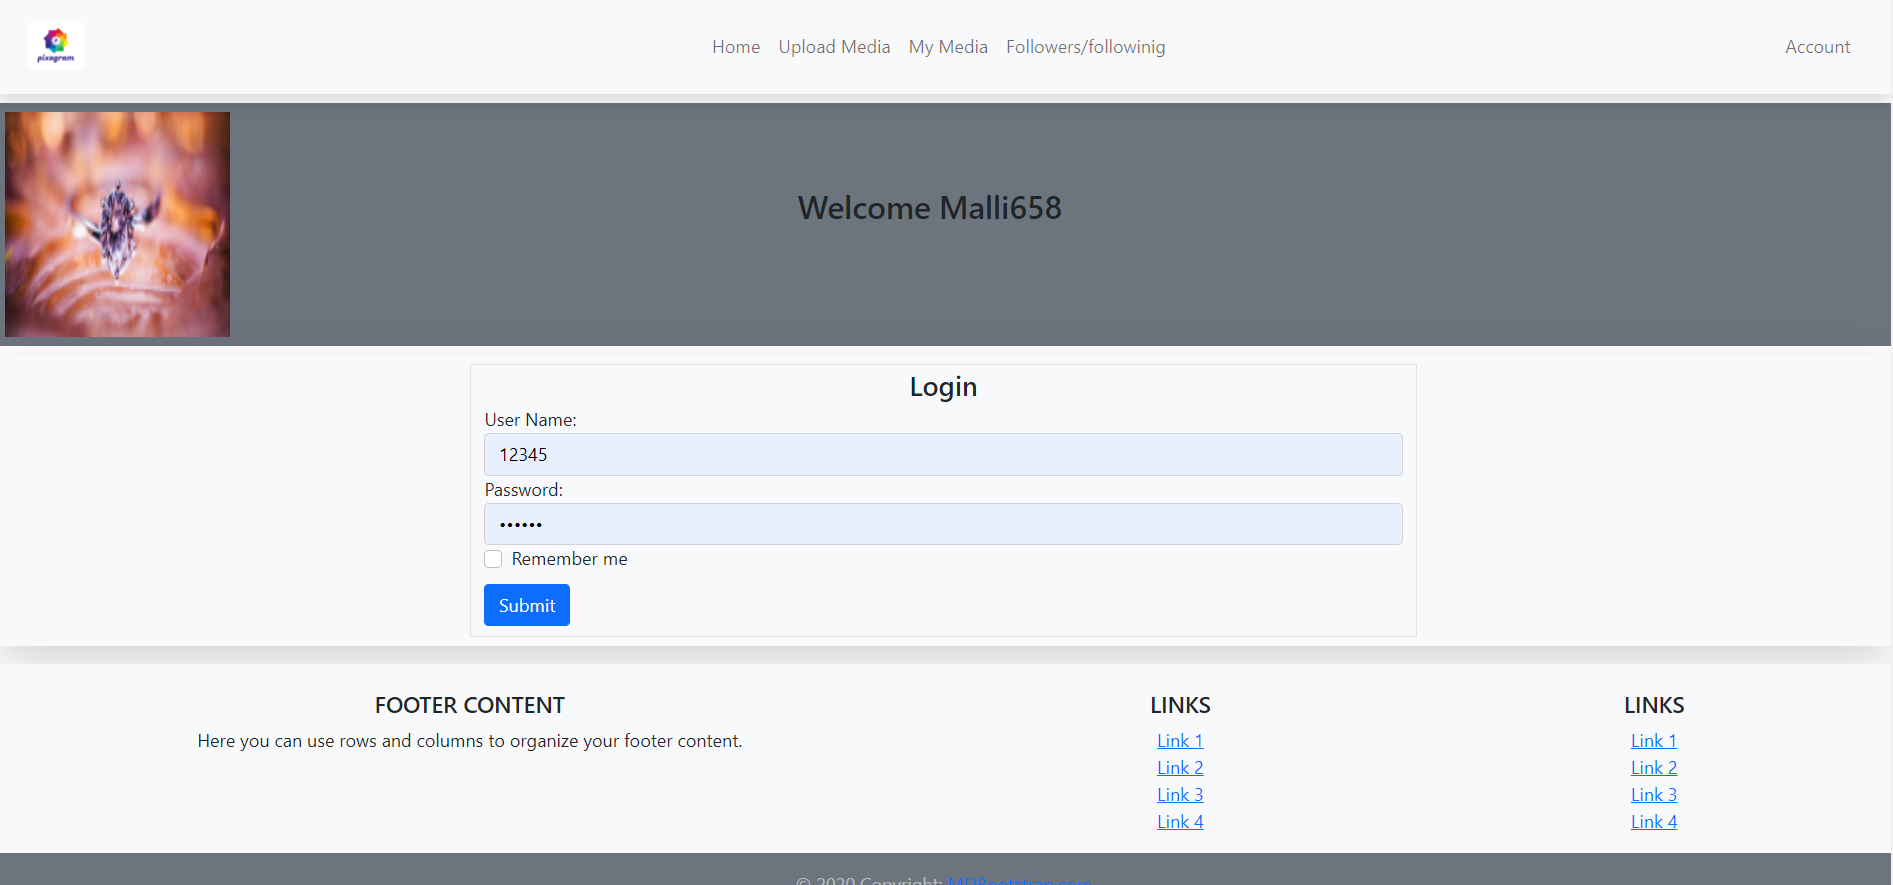 pixogram
Home Upload Media My Media Followers/followinig Account
Welcome Malli658
Login
User Name:
12345
Password:
••••••
Remember me
Submit
FOOTER CONTENT
Here you can use rows and columns to organize your footer content.
LINKS
Link 1
Link 2
Link 3
Link 4
LINKS
Link 1
Link 2
Link 3
Link 4
© 2020 Copyright: MDBootstrap.com